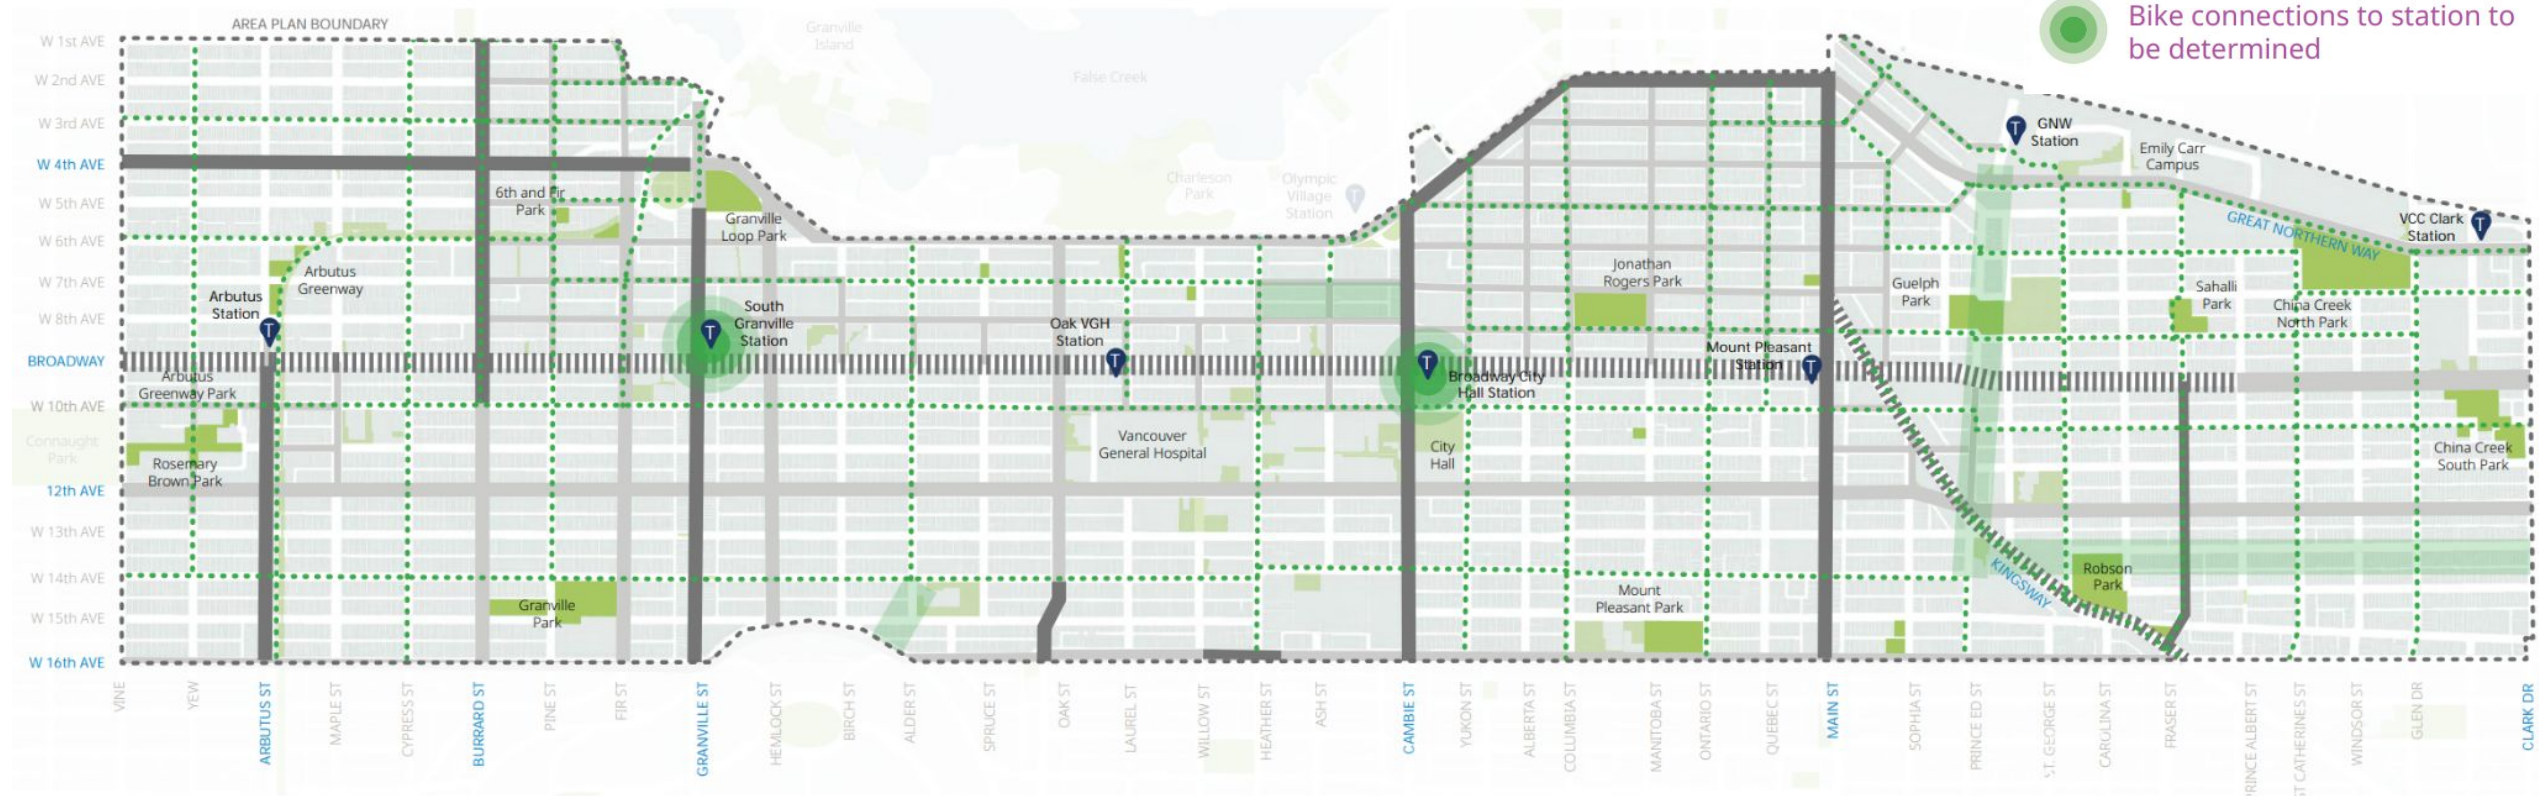 Bike connections to station to
be determined
AREA PLAN BOUNDARY
W 1st AVE
W 2nd AVE
W 3rd AVE
W 4th AVE
W 5th AVE
W 6th AVE
W 7th AVE
W 8th AVE
BROADWAY
W 10th AVE
12th AVE
W 13th AVE
W 14th AVE
W 15th AVE
W 16th AVE
Granville
Island
False Creek
Charleson
Park
Olympic
Village
Station
T
Connaught
Park
6th and Fir
Park
Granville
Loop Park
Arbutus
Greenway
Arbutus
Station
T
South
Granville
Station
T
Oak VGH
Station
T
Arbutus
Greenway Park
Rosemary
Brown Park
Granville
Park
Vancouver
General Hospital
T
Broadway City
Hall Station
City
Hall
Jonathan
Rogers Park
Mount Pleasant
Station
T
Mount
Pleasant Park
Guelph
Park
T
GNW
Station
Emily Carr
Campus
GREAT NORTHERN WAY
VCC Clark
Station
T
Sahalli
Park
China Creek
North Park
China Creek
South Park
Robson
Park
KINGSWAY
VINE
YEW
ARBUTUS ST
MAPLE ST
CYPRESS ST
BURRARD ST
PINE ST
FIR ST
GRANVILLE ST
HEMLOCK ST
BIRCH ST
ALDER ST
SPRUCE ST
OAK ST
LAUREL ST
WILLOW ST
HEATHER ST
ASH ST
CAMBIE ST
YUKON ST
ALBERTA ST
COLUMBIA ST
MANITOBA ST
ONTARIO ST
QUEBEC ST
MAIN ST
SOPHIA ST
PRINCE ED ST
ST. GEORGE ST
CAROLINA ST
FRASER ST
PRINCE ALBERT ST
ST CATHERINES ST
WINDSOR ST
GLEN DR
CLARK DR